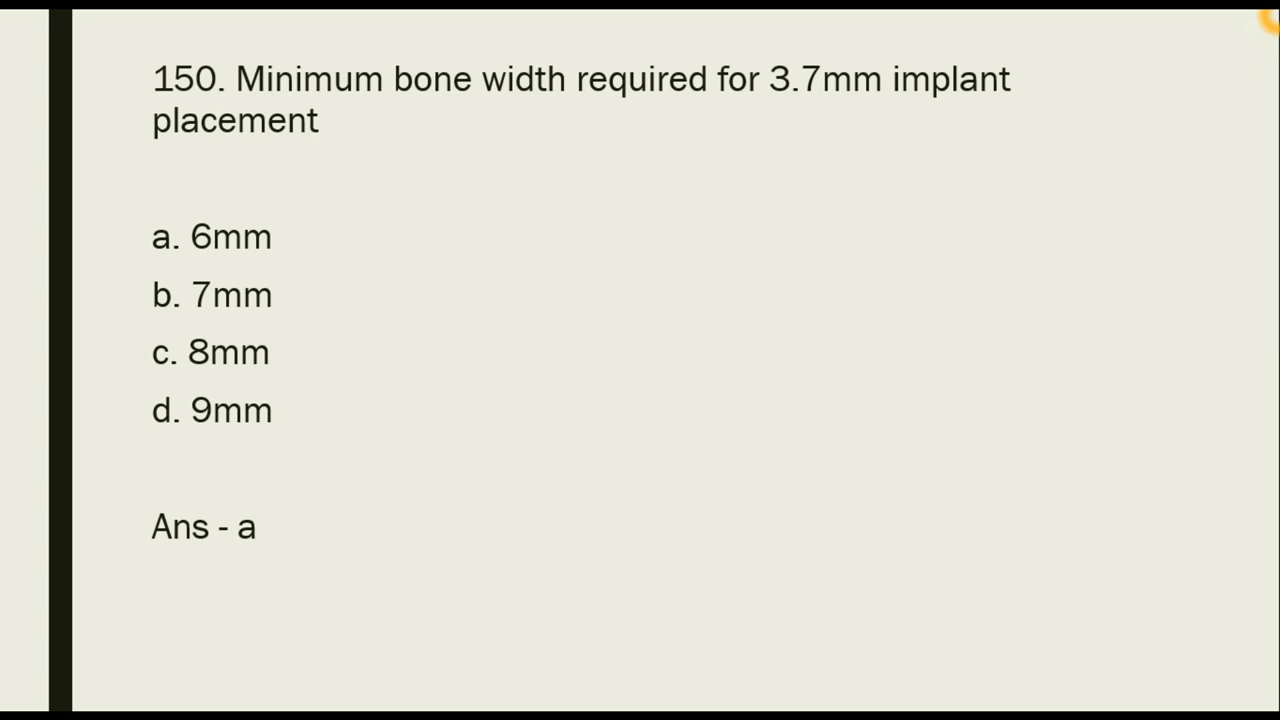 150. Minimum bone width required for 3.7mm implant
placement
a. 6mm
b. 7mm
c. 8mm
d. 9mm
Ans - a